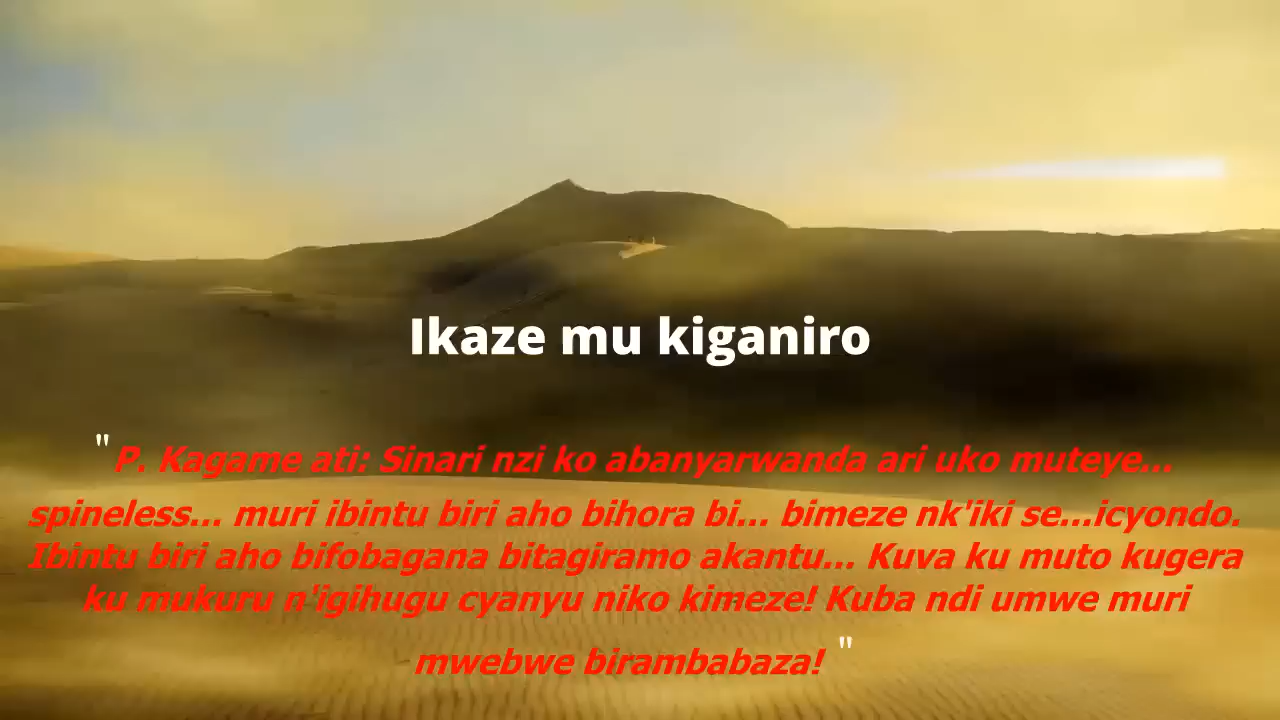 Ikaze mu kiganiro
" P. Kagame ati: Sinari nzi ko abanyarwanda ari uko muteye...
spineless... muri ibintu biri aho bihora bi... bimeze nk'iki se...icyondo.
Ibintu biri aho bifobagana bitagiramo akantu... Kuva ku muto kugera
ku mukuru n'igihugu cyanyu niko kimeze! Kuba ndi umwe muri
mwebwe birambabaza! "